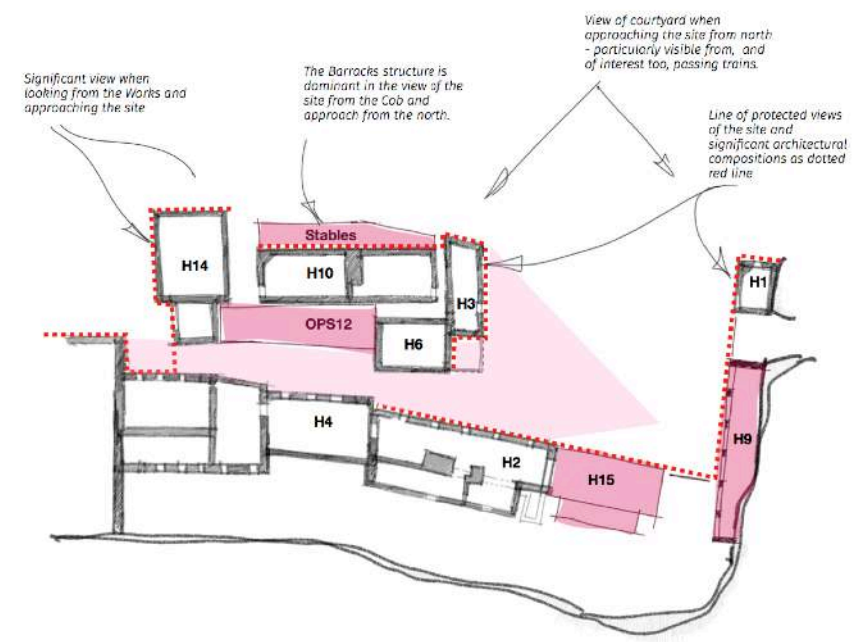 View of courtyard when
approaching the site from north
- particularly visible from, and
of interest too, passing trains.
Significant view when
looking from the Works and
approaching the site
The Barracks structure is
dominant in the view of the
site from the Cob and
approach from the north.
Line of protected views
of the site and
significant architectural
compositions as dotted
red line
Stables
H14
H10
H3
H1
OPS12
H6
H4
H2
H9
H15